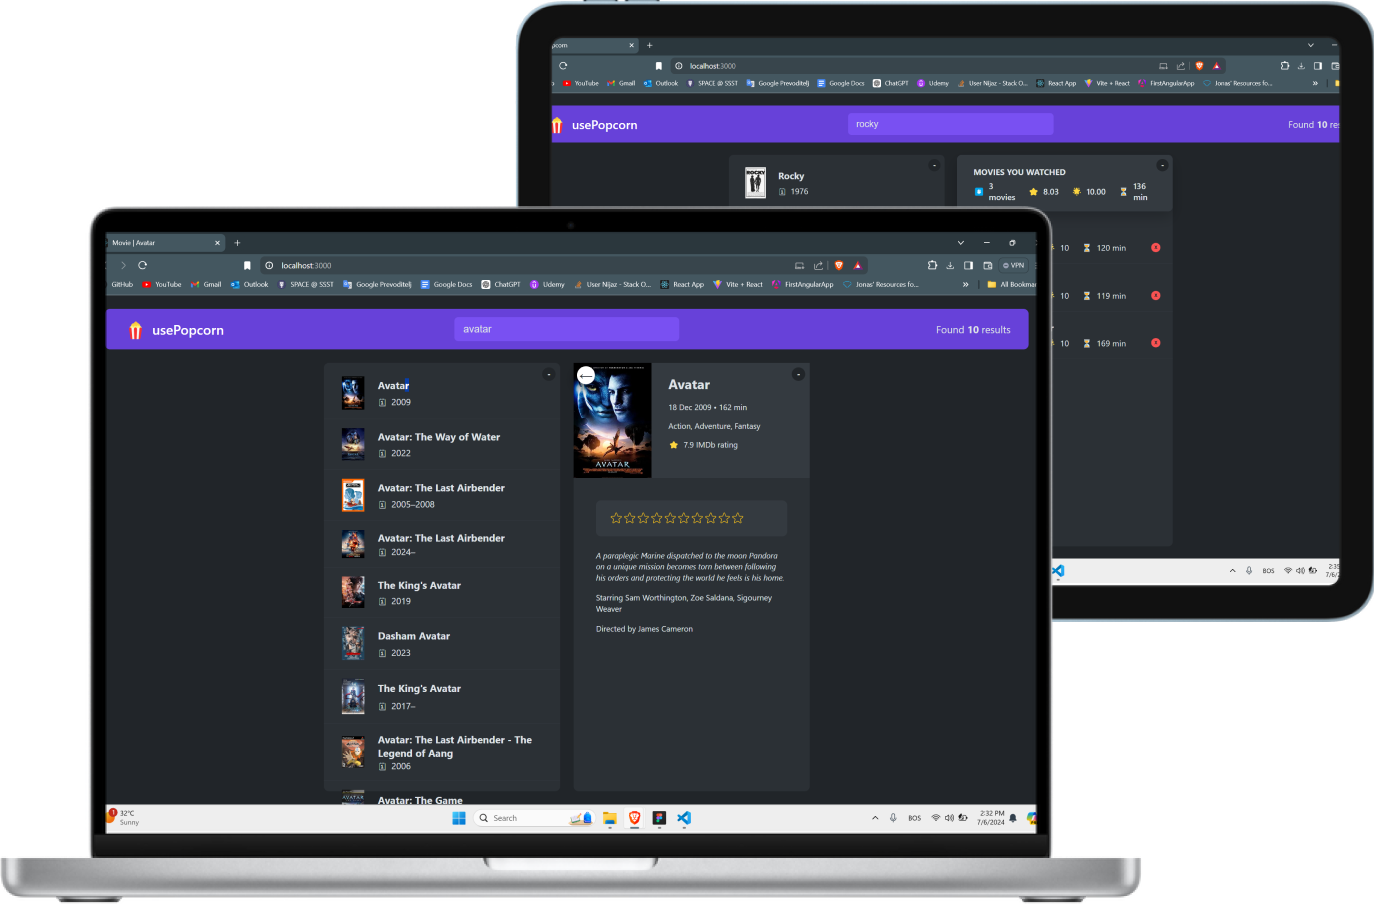 popcorn
localhost:3000
YouTube Gmail Outlook SPACE @ SSST Google Prevoditelj Google Docs ChatGPT Udemy User Nijaz - Stack O... React App Vite + React FirstAngularApp Jonas' Resources fo...
usePopcorn
rocky
Found 10 res
ROCKY
Rocky
1976
MOVIES YOU WATCHED
3 movies
8.03
10.00
136 min
10 120 min
10 119 min
10 169 min
BOS
2:35
7/6/2
Movie | Avatar
localhost:3000
VPN
GitHub YouTube Gmail Outlook SPACE @ SSST Google Prevoditelj Google Docs ChatGPT Udemy User Nijaz - Stack O... React App Vite + React FirstAngularApp Jonas' Resources fo... All Bookmar
usePopcorn
avatar
Found 10 results
Avatar
2009
Avatar: The Way of Water
2022
Avatar: The Last Airbender
2005–2008
Avatar: The Last Airbender
2024–
The King's Avatar
2019
Dasham Avatar
2023
The King's Avatar
2017–
Avatar: The Last Airbender - The
Legend of Aang
2006
Avatar: The Game
AVATAR
Avatar
18 Dec 2009 • 162 min
Action, Adventure, Fantasy
7.9 IMDb rating
A paraplegic Marine dispatched to the moon Pandora
on a unique mission becomes torn between following
his orders and protecting the world he feels is his home.
Starring Sam Worthington, Zoe Saldana, Sigourney
Weaver
Directed by James Cameron
1
32°C
Sunny
Search
BOS
2:32 PM
7/6/2024